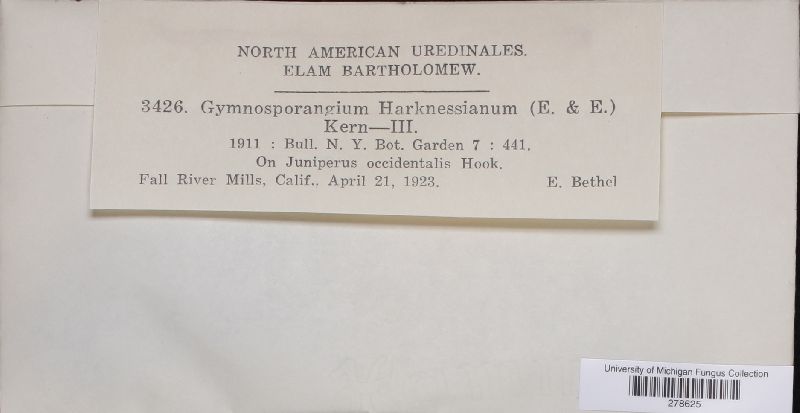 NORTH AMERICAN UREDINALES.
ELAM BARTHOLOMEW.
3426. Gymnosporangium Harknessianum (E. & E.)
Kern—III.
1911 : Bull. N. Y. Bot. Garden 7 : 441.
On Juniperus occidentalis Hook.
Fall River Mills, Calif., April 21, 1923. E. Bethel
University of Michigan Fungus Collection
278625